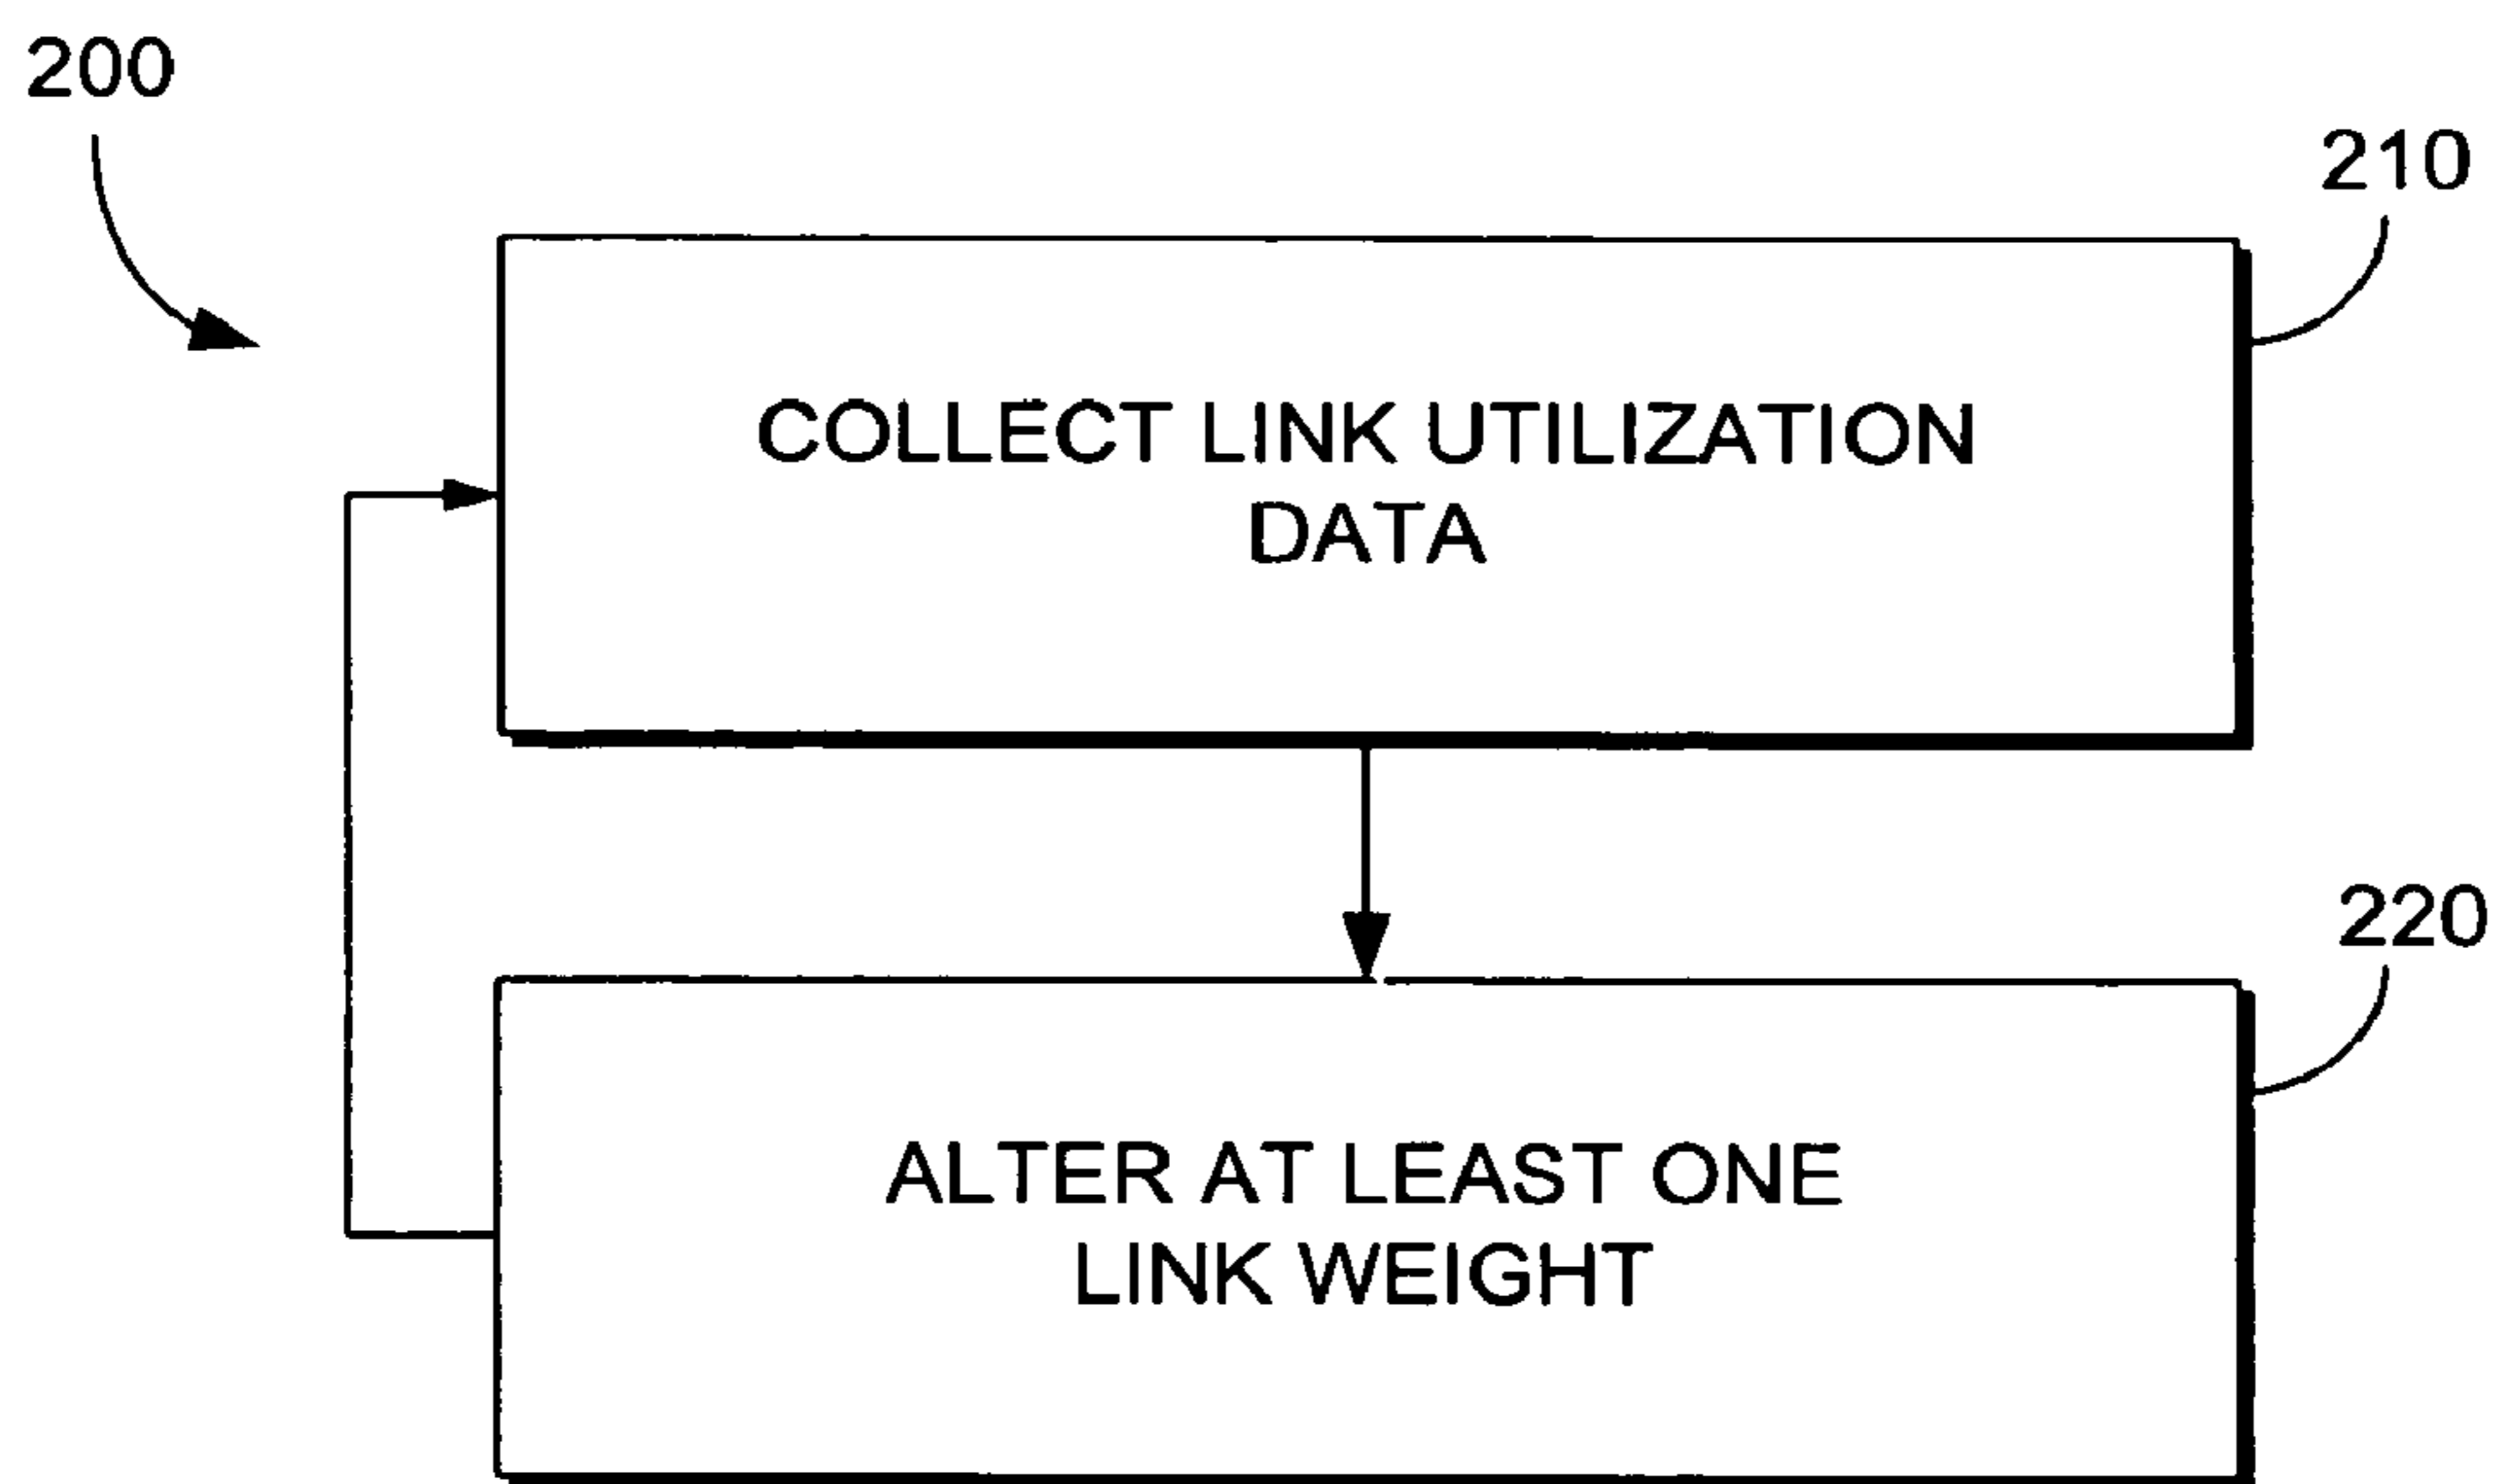 200
210
COLLECT LINK UTILIZATION
DATA
220
ALTER AT LEAST ONE
LINK WEIGHT